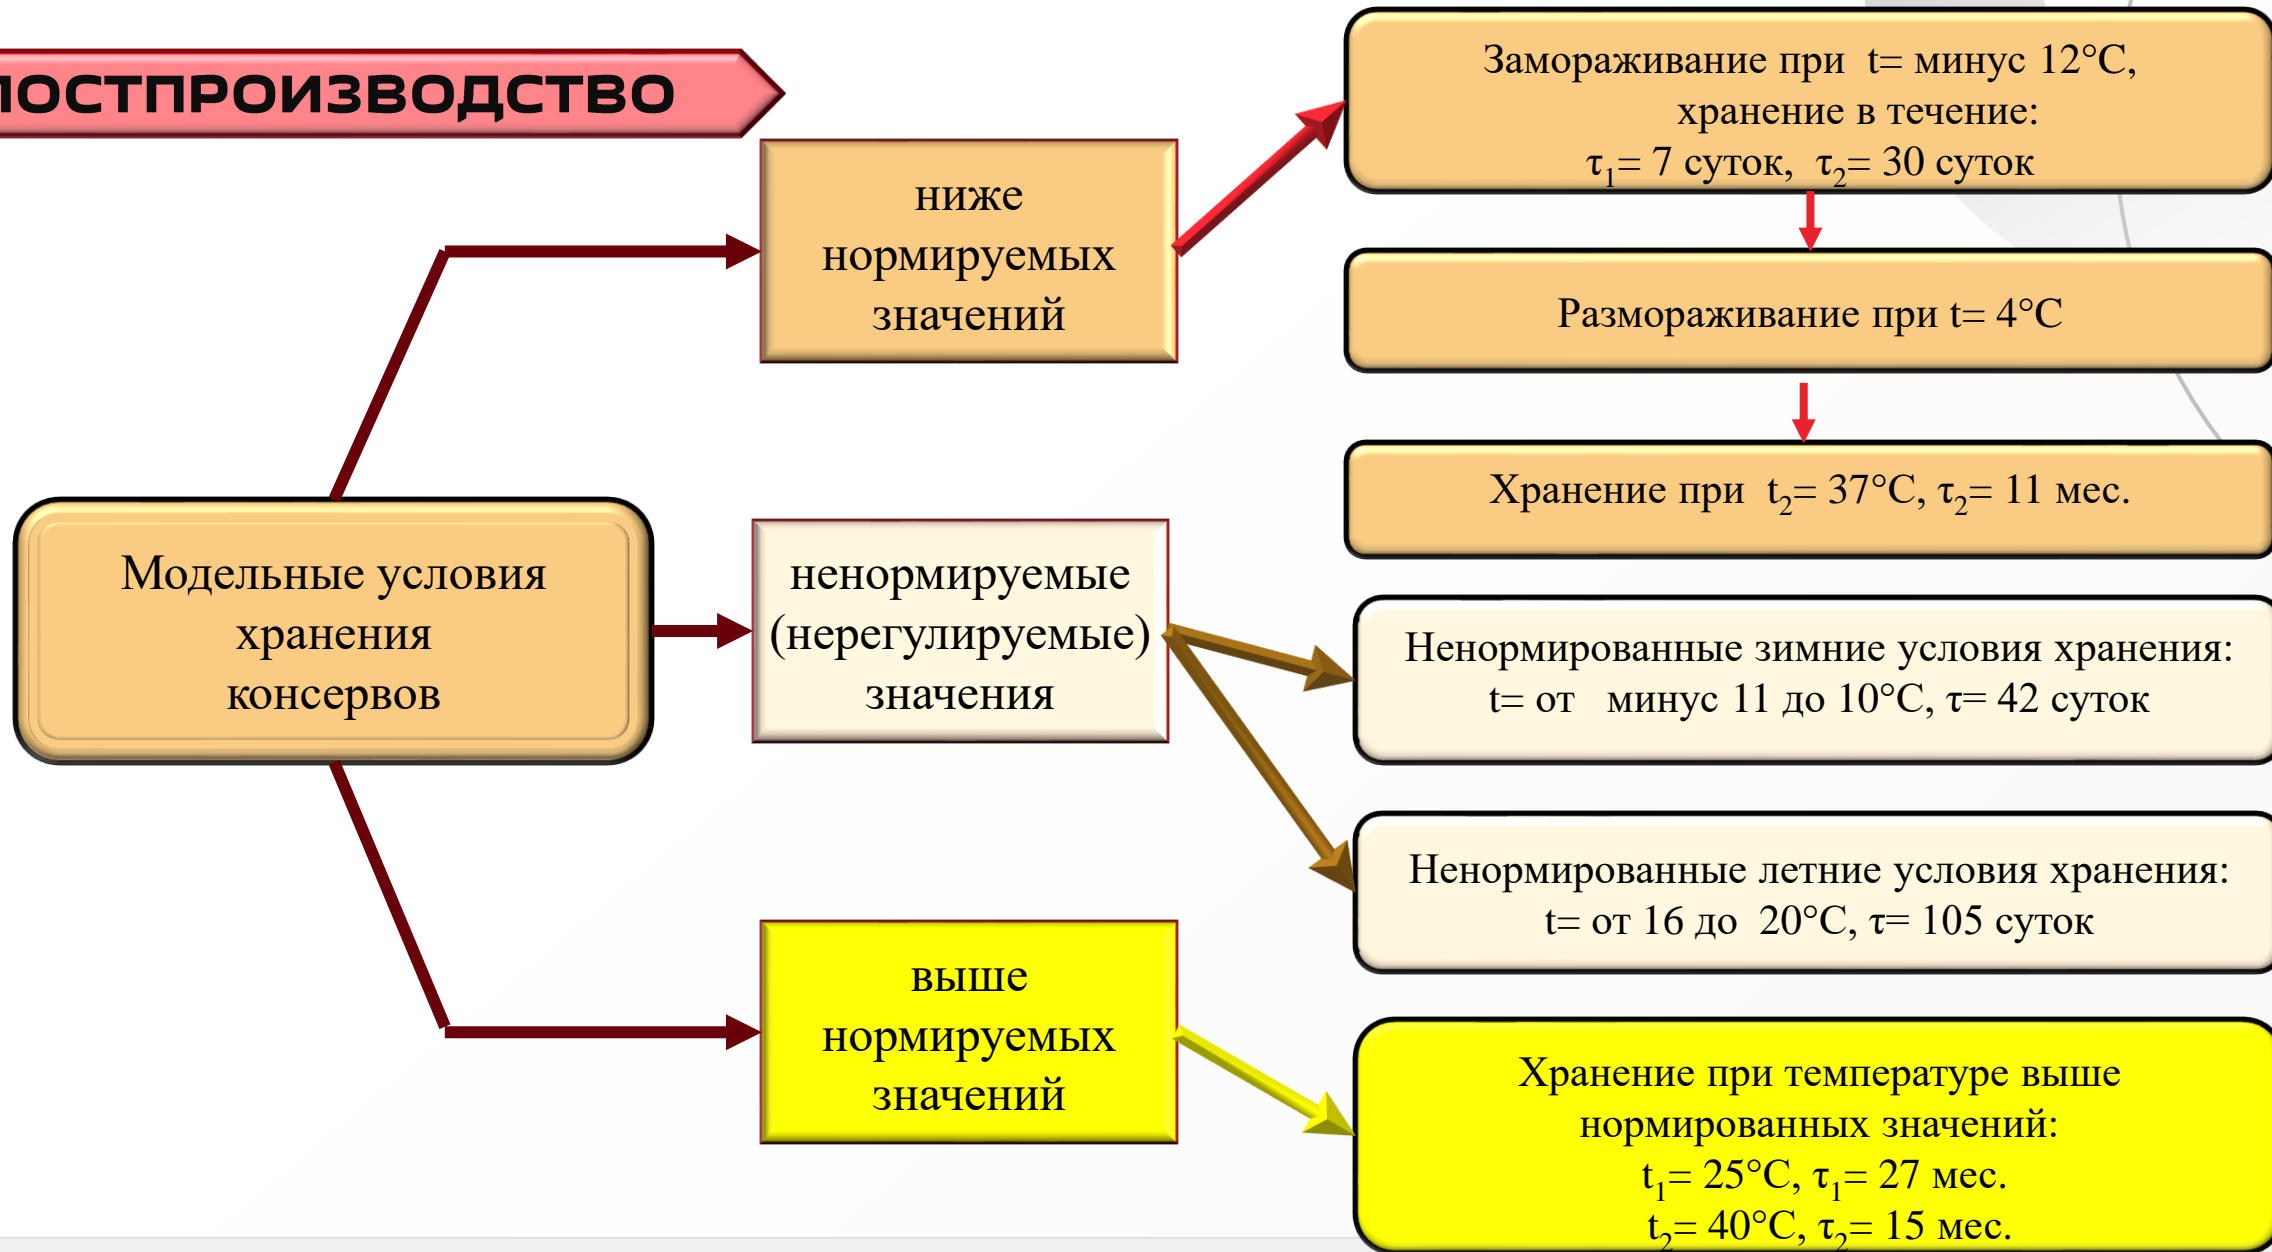 ПОСТПРОИЗВОДСТВО
Модельные условия
хранения
консервов
ниже
нормируемых
значений
Замораживание при t= минус 12°C,
хранение в течение:
τ₁= 7 суток, τ₂= 30 суток
Размораживание при t= 4°C
Хранение при t₂= 37°C, τ₂= 11 мес.
ненормируемые
(нерегулируемые)
значения
Ненормированные зимние условия хранения:
t= от минус 11 до 10°C, τ= 42 суток
Ненормированные летние условия хранения:
t= от 16 до 20°C, τ= 105 суток
выше
нормируемых
значений
Хранение при температуре выше
нормированных значений:
t₁= 25°C, τ₁= 27 мес.
t₂= 40°C, τ₂= 15 мес.